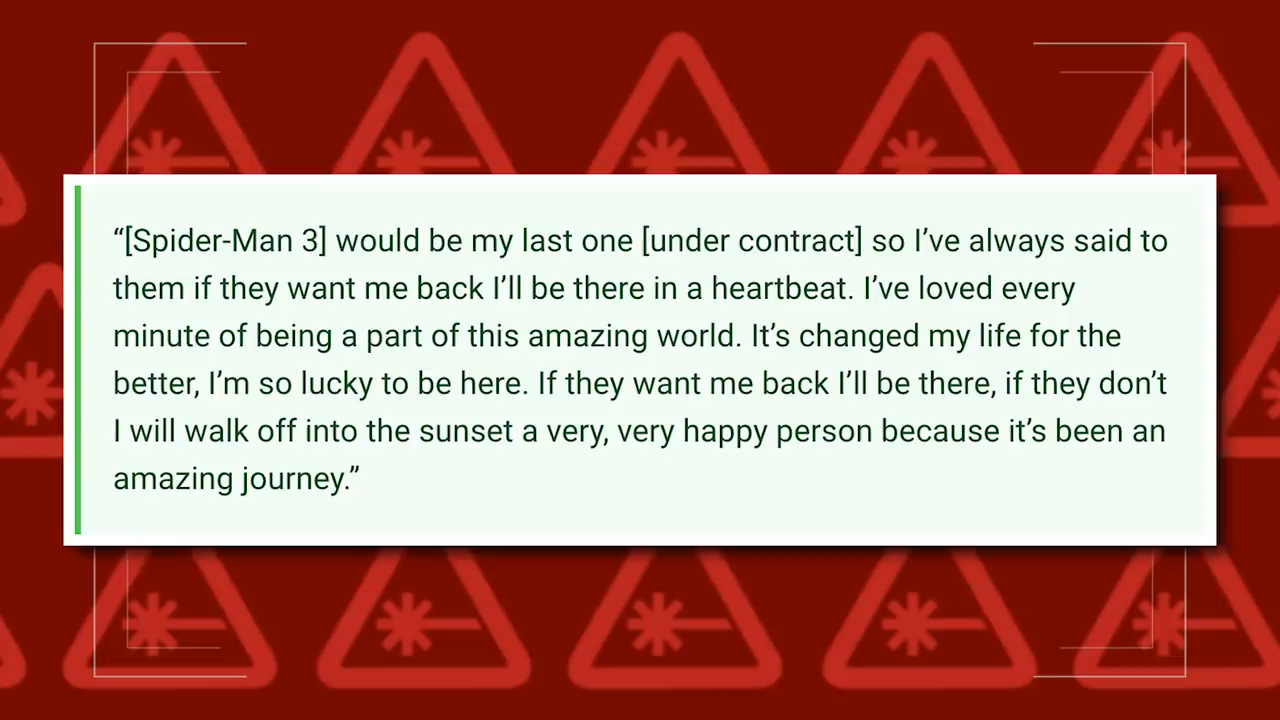 “[Spider-Man 3] would be my last one [under contract] so I’ve always said to
them if they want me back I’ll be there in a heartbeat. I’ve loved every
minute of being a part of this amazing world. It’s changed my life for the
better, I’m so lucky to be here. If they want me back I’ll be there, if they don’t
I will walk off into the sunset a very, very happy person because it’s been an
amazing journey.”